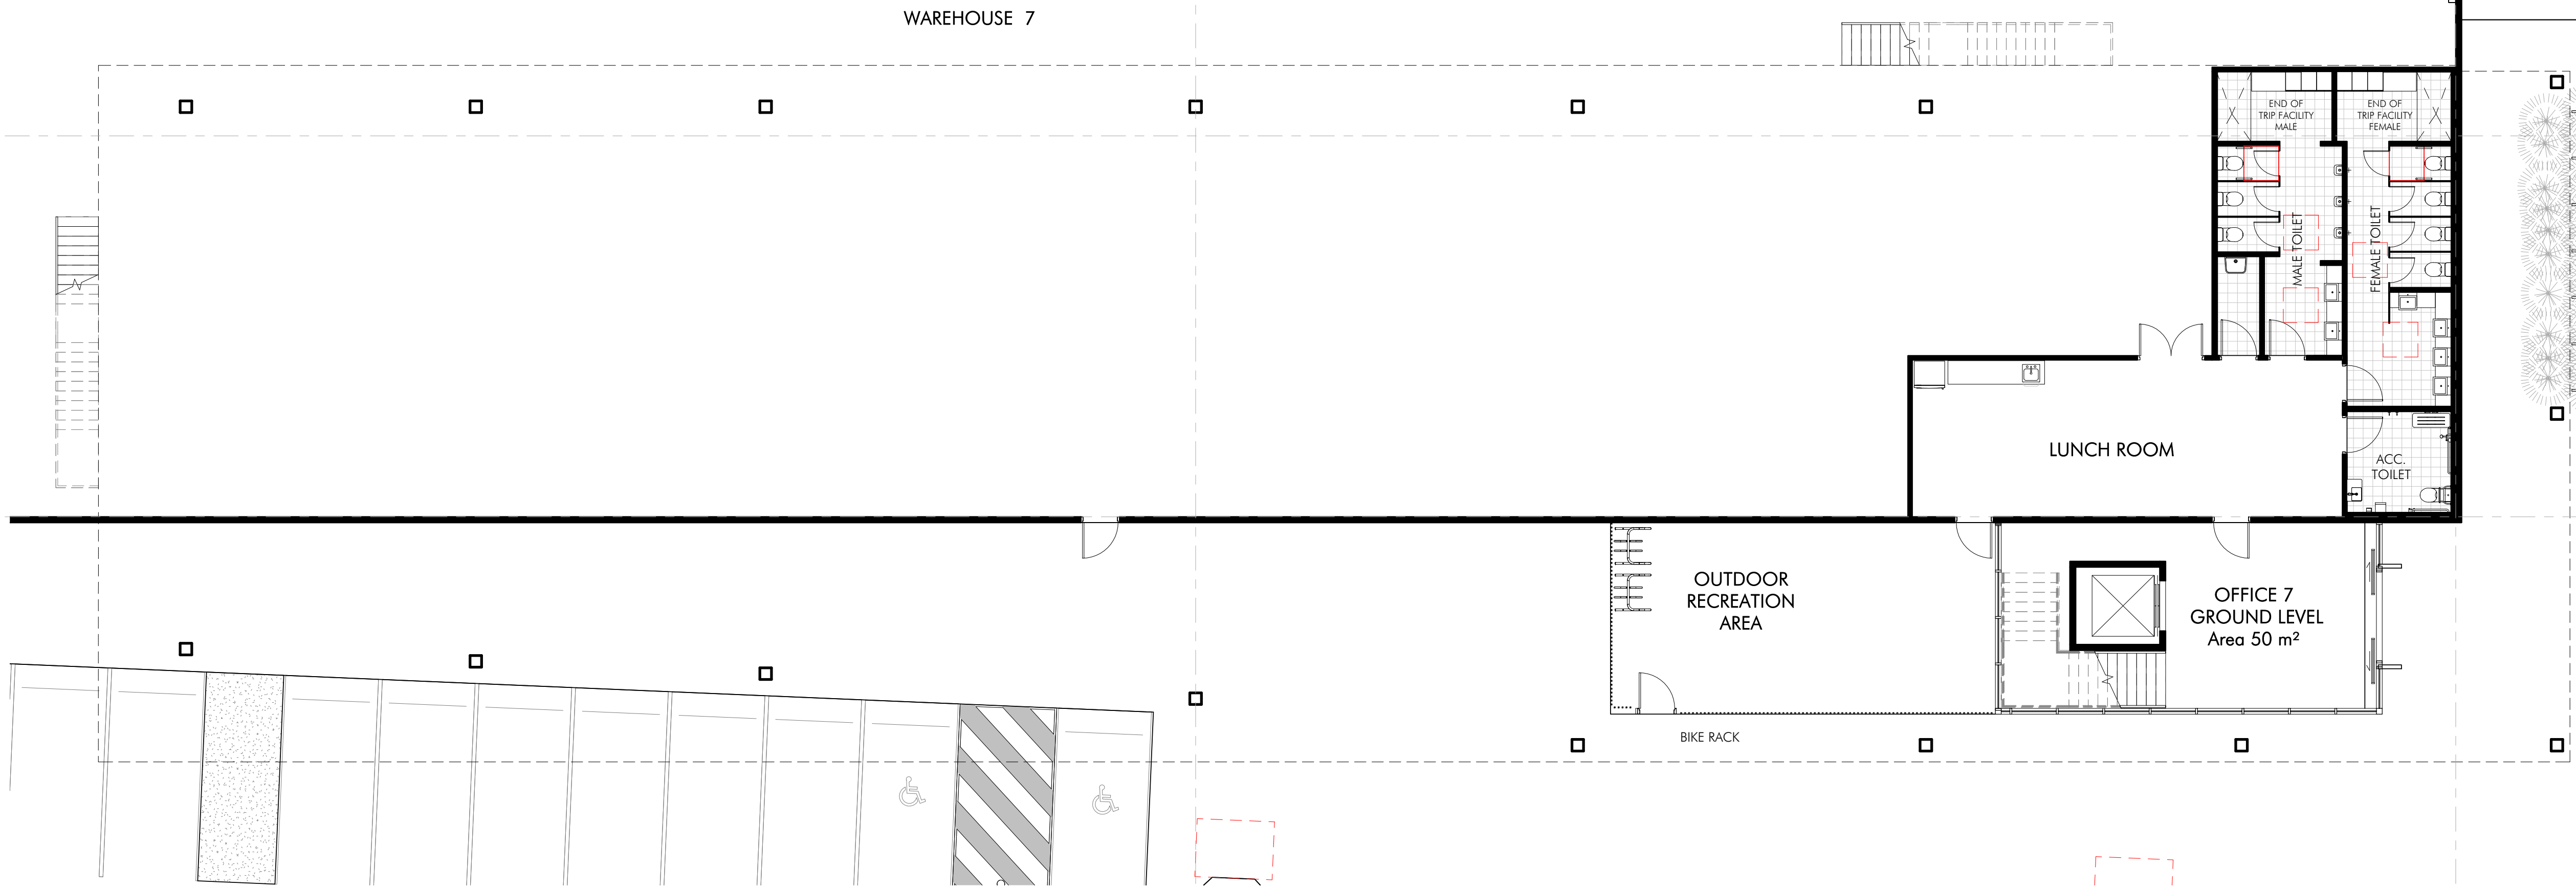 WAREHOUSE 7
END OF
TRIP FACILITY
MALE
END OF
TRIP FACILITY
FEMALE
MALE TOILET
FEMALE TOILET
LUNCH ROOM
ACC.
TOILET
OUTDOOR
RECREATION
AREA
OFFICE 7
GROUND LEVEL
Area 50 m²
BIKE RACK